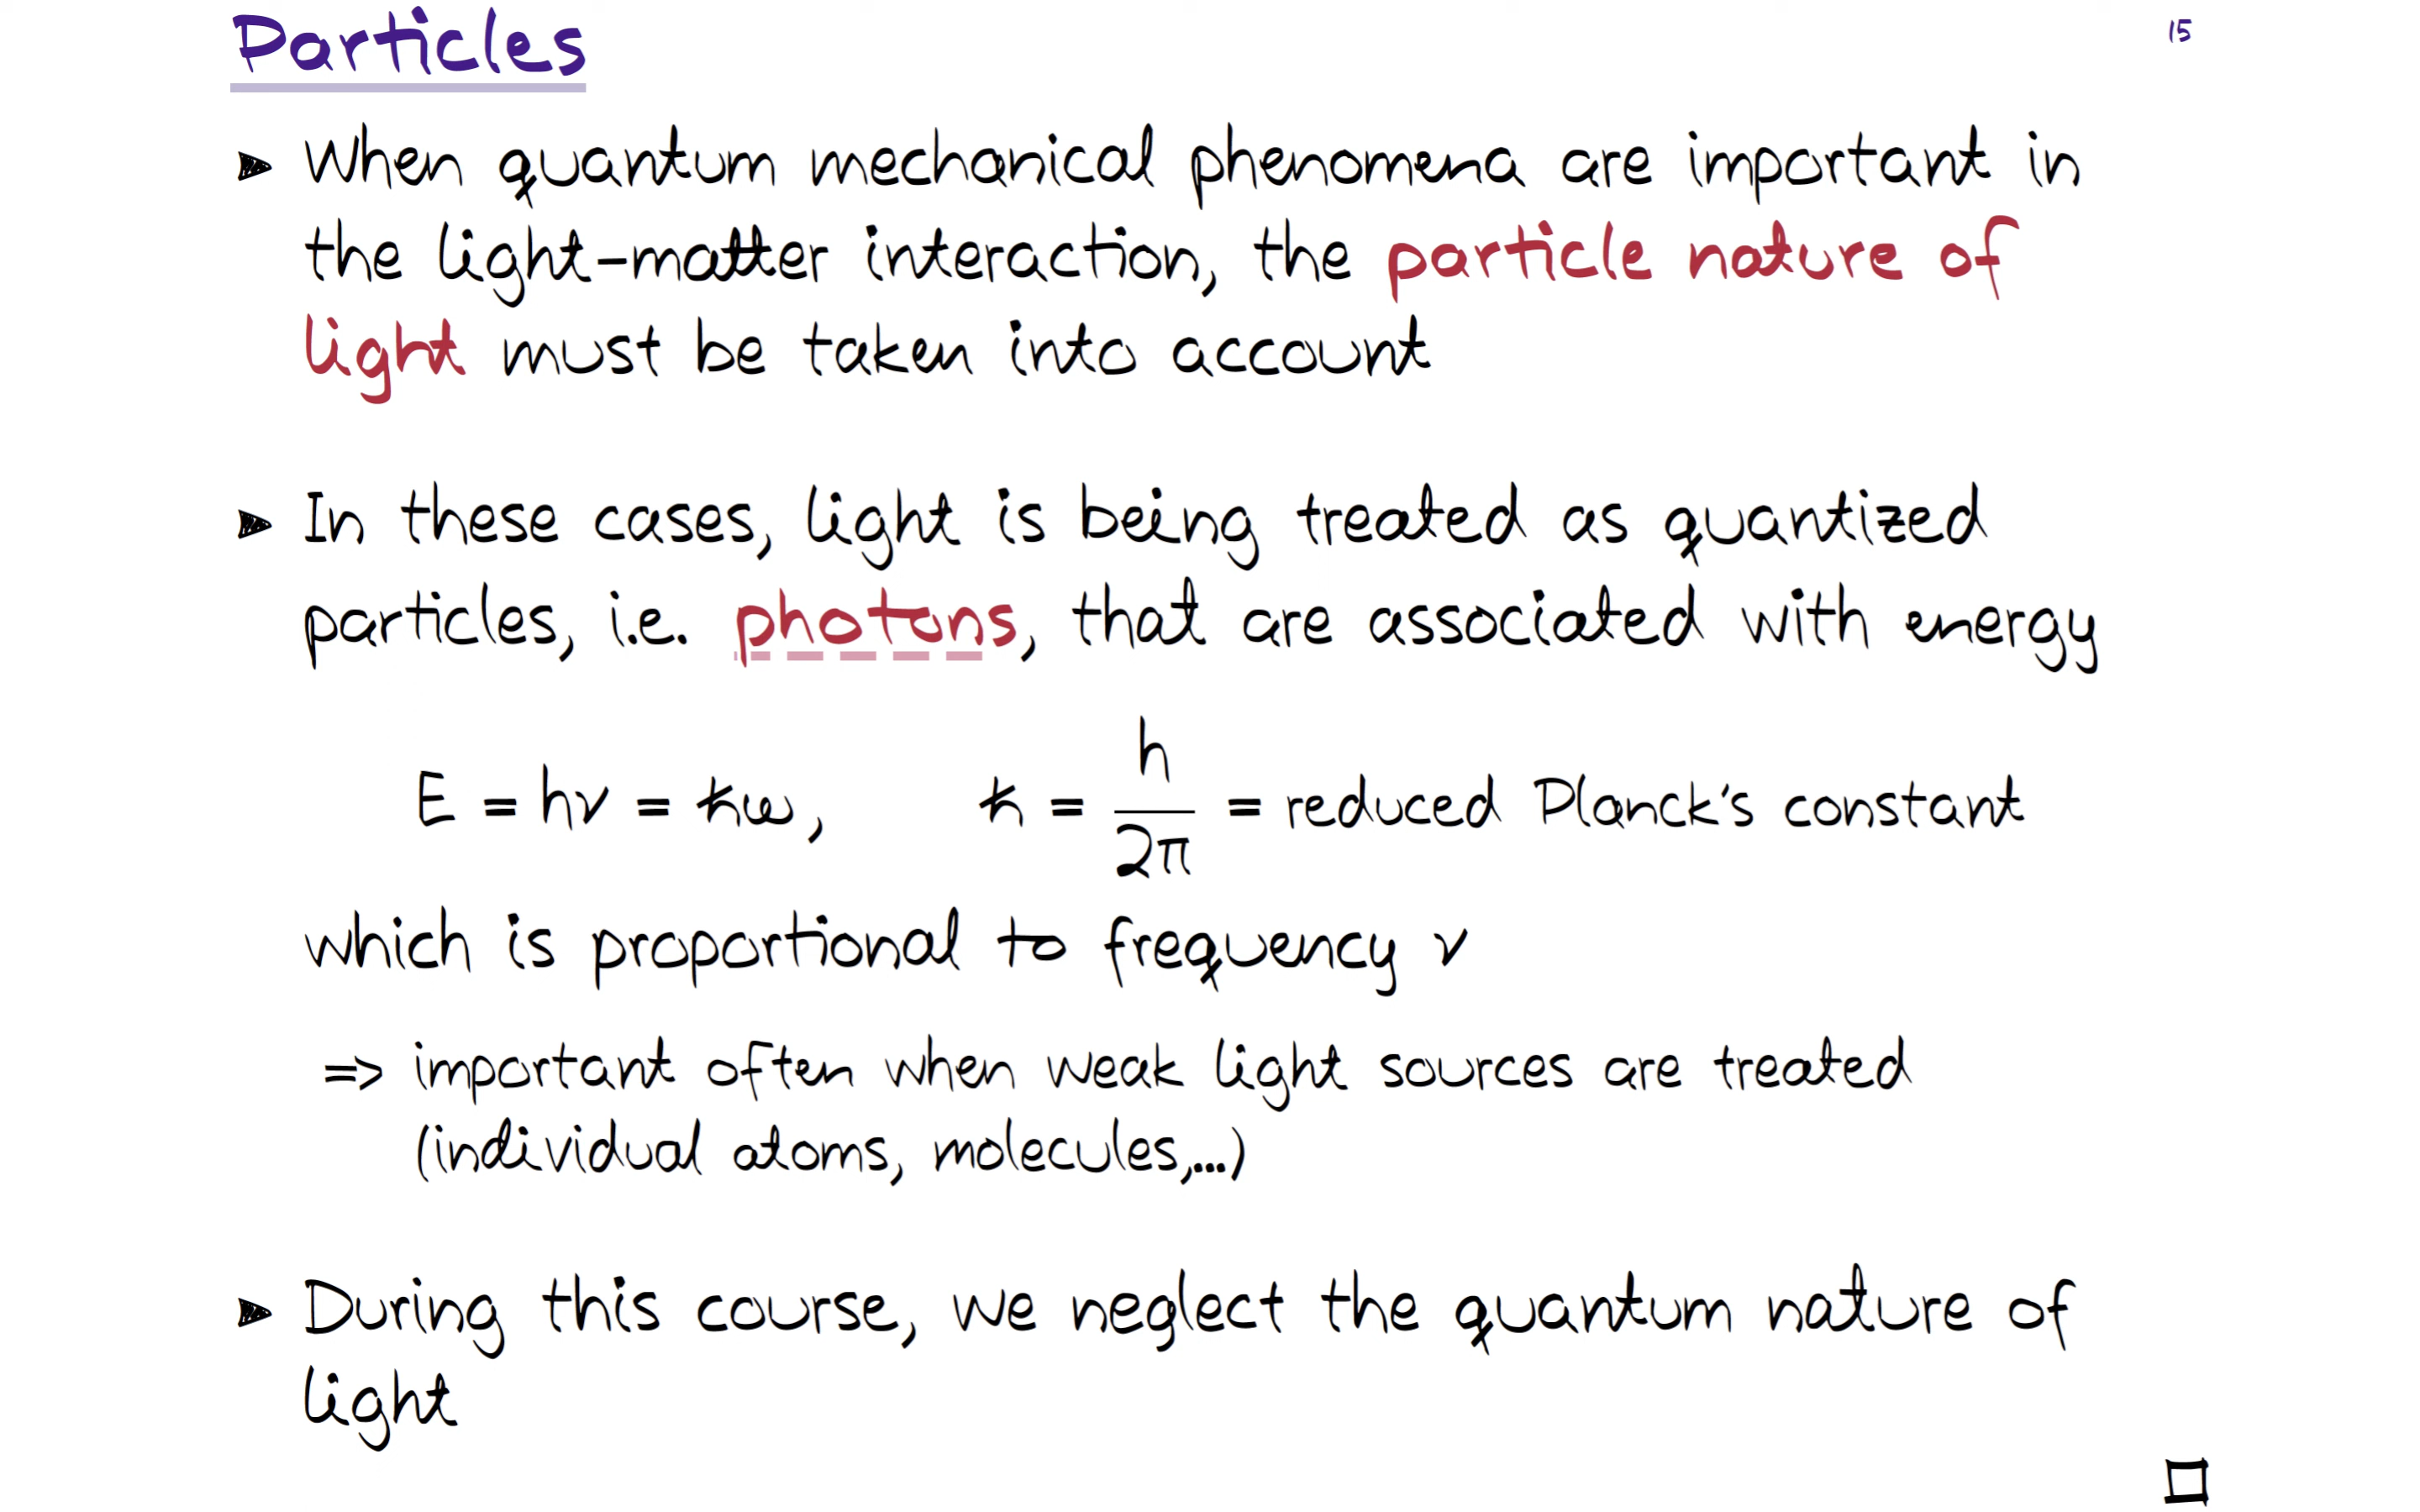 Particles
15
When quantum mechanical phenomena are important in
the light-matter interaction, the particle nature of
light must be taken into account
In these cases, light is being treated as quantized
particles, i.e. photons, that are associated with energy
E = hν = ħω, ħ = h/2π = reduced Planck's constant
which is proportional to frequency ν
=> important often when weak light sources are treated
(individual atoms, molecules,...)
During this course, we neglect the quantum nature of
light